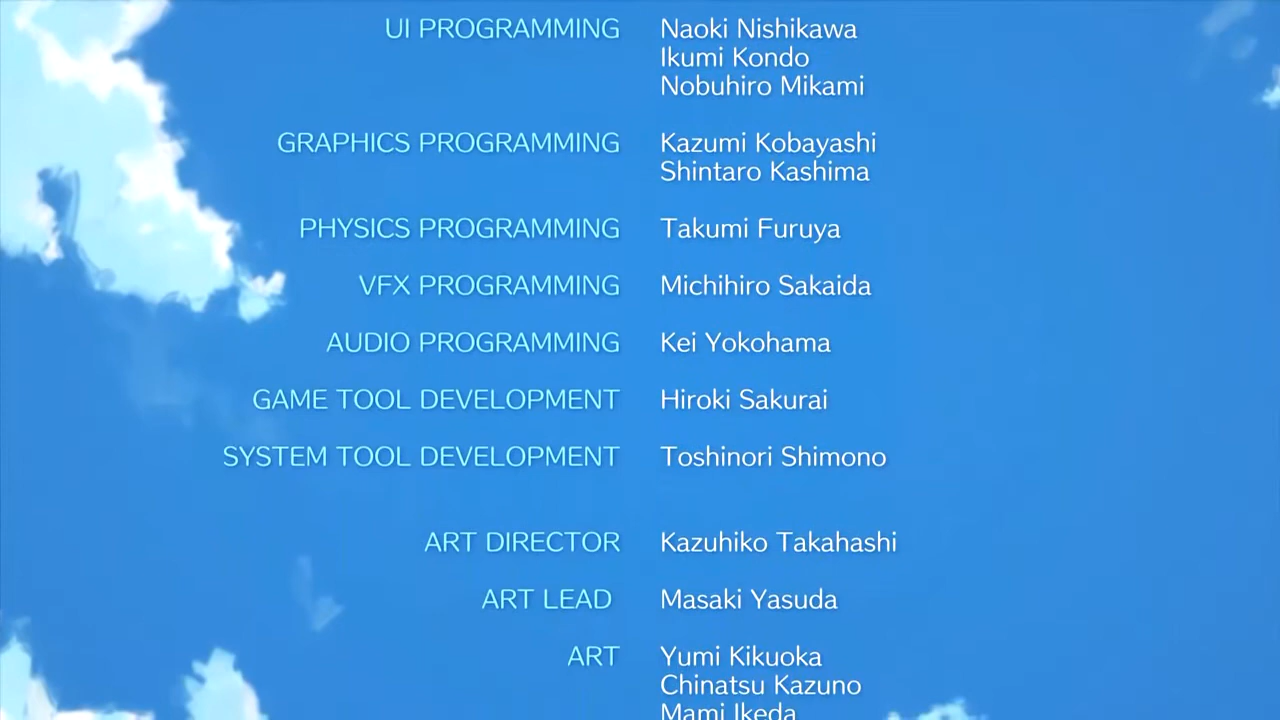 UI PROGRAMMING Naoki Nishikawa
Ikumi Kondo
Nobuhiro Mikami
GRAPHICS PROGRAMMING Kazumi Kobayashi
Shintaro Kashima
PHYSICS PROGRAMMING Takumi Furuya
VFX PROGRAMMING Michihiro Sakaida
AUDIO PROGRAMMING Kei Yokohama
GAME TOOL DEVELOPMENT Hiroki Sakurai
SYSTEM TOOL DEVELOPMENT Toshinori Shimono
ART DIRECTOR Kazuhiko Takahashi
ART LEAD Masaki Yasuda
ART Yumi Kikuoka
Chinatsu Kazuno
Mami Ikeda